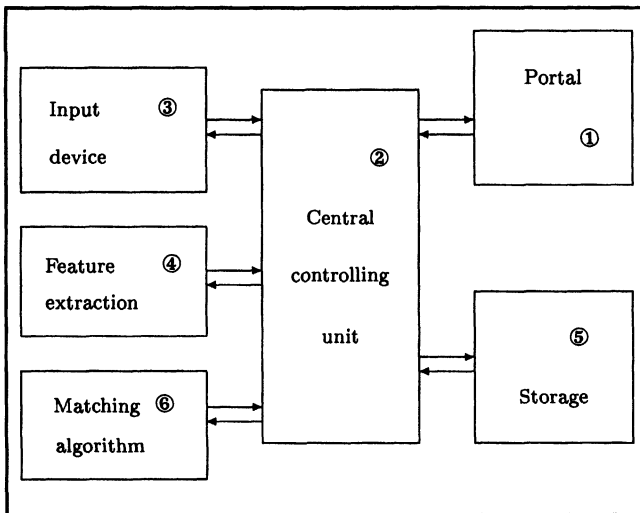 Input ③
device
Feature ④
extraction
Matching ⑥
algorithm
②
Central
controlling
unit
Portal
①
⑤
Storage